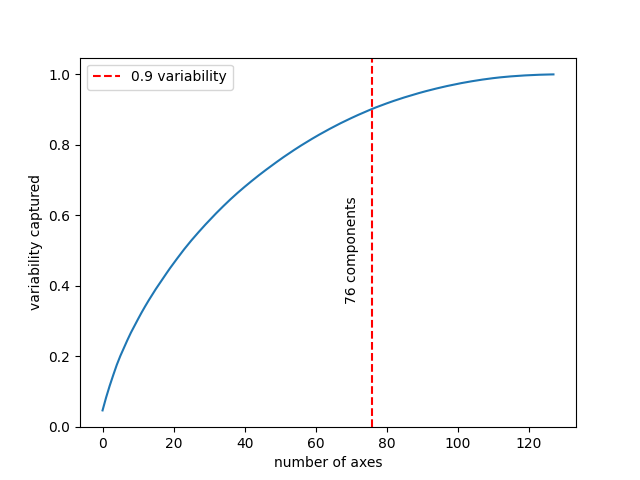 0.9 variability
1.0
0.8
0.6
0.4
0.2
0.0
variability captured
76 components
0 20 40 60 80 100 120
number of axes